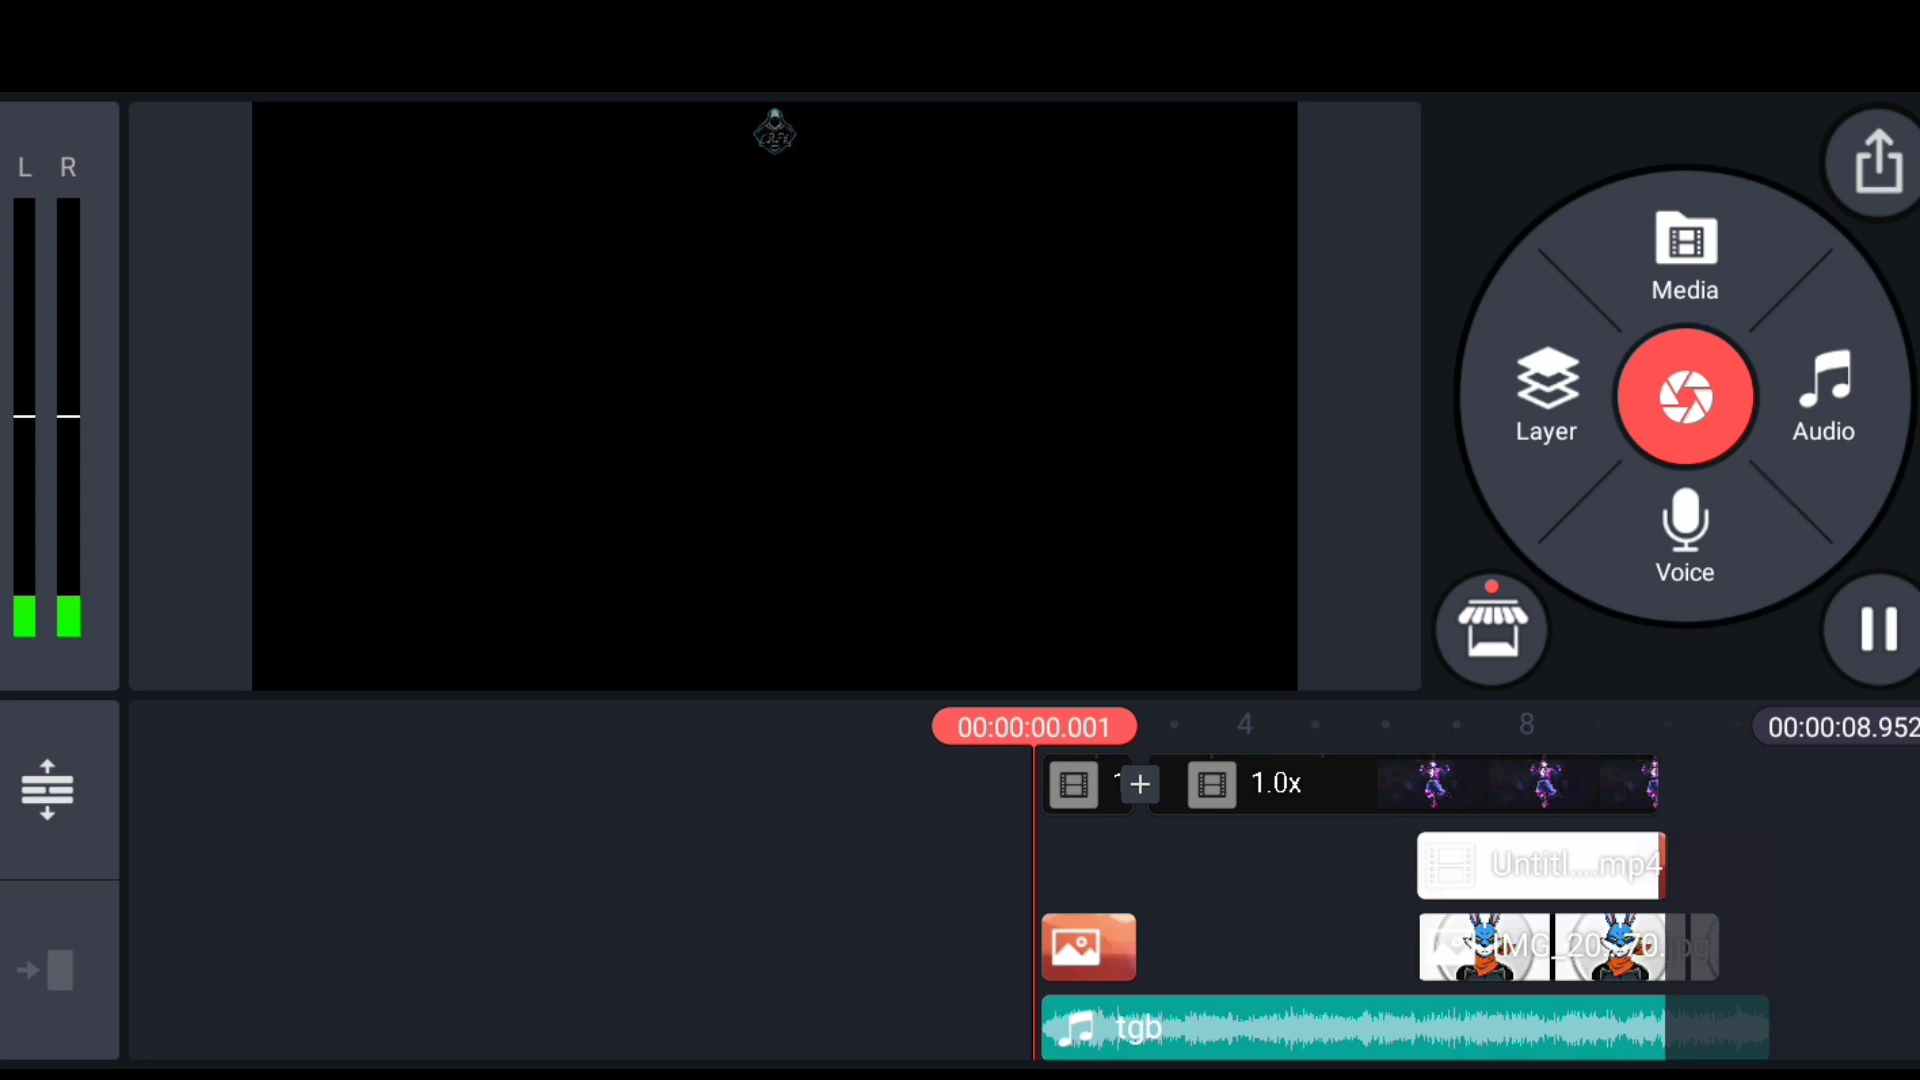 L R
Media
Layer
Audio
Voice
00:00:00.001
4
8
00:00:08.952
1.0x
Untitl....mp4
IMG_20...70.jpg
tgb